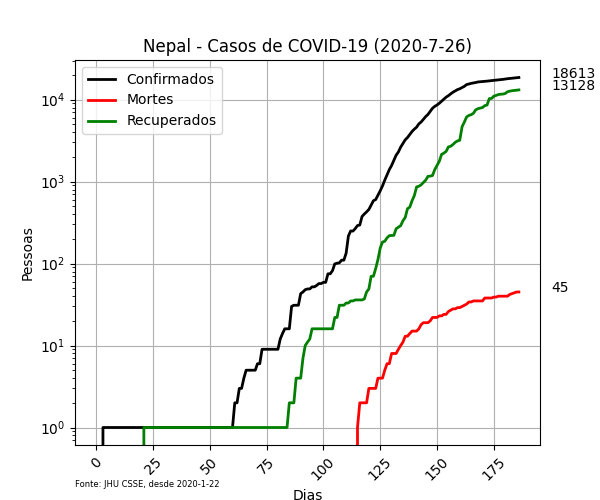 Nepal - Casos de COVID-19 (2020-7-26)
Confirmados
Mortes
Recuperados
18613
13128
45
10⁴
10³
10²
10¹
10⁰
Pessoas
0 25 50 75 100 125 150 175
Fonte: JHU CSSE, desde 2020-1-22
Dias